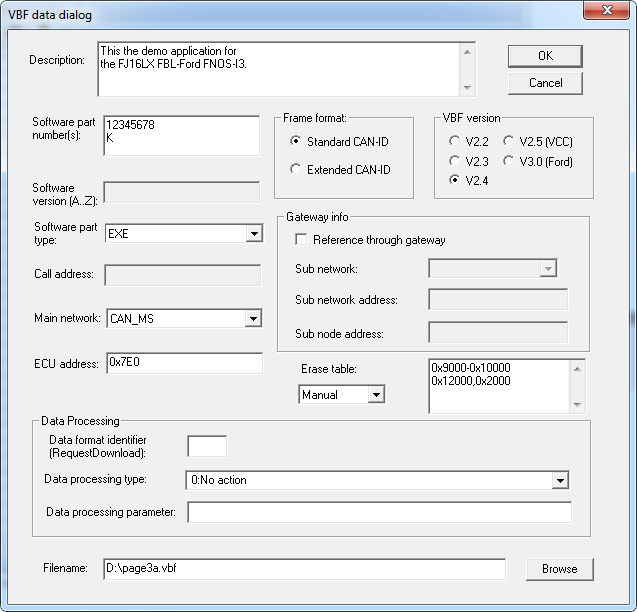 VBF data dialog
Description:
This the demo application for
the FJ16LX FBL-Ford FNOS-I3.
OK
Cancel
Software part
number(s):
12345678
K
Frame format:
Standard CAN-ID
Extended CAN-ID
VBF version
V2.2
V2.5 (VCC)
V2.3
V3.0 (Ford)
V2.4
Software
version (A..Z):
Software part
type:
EXE
Call address:
Main network:
CAN_MS
ECU address:
0x7E0
Gateway info
Reference through gateway
Sub network:
Sub network address:
Sub node address:
Erase table:
Manual
0x9000-0x10000
0x12000,0x2000
Data Processing
Data format identifier
(RequestDownload):
Data processing type:
0:No action
Data processing parameter:
Filename:
D:\page3a.vbf
Browse